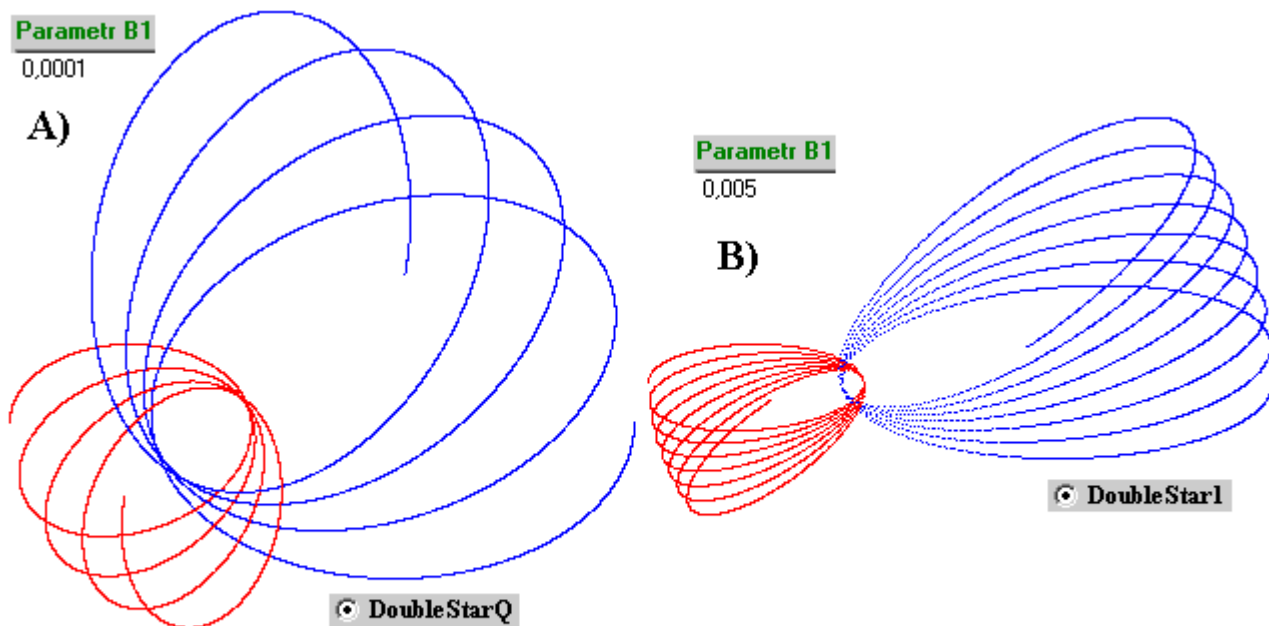 Parametr B1
0,0001
A)
DoubleStarQ
Parametr B1
0,005
B)
DoubleStar1